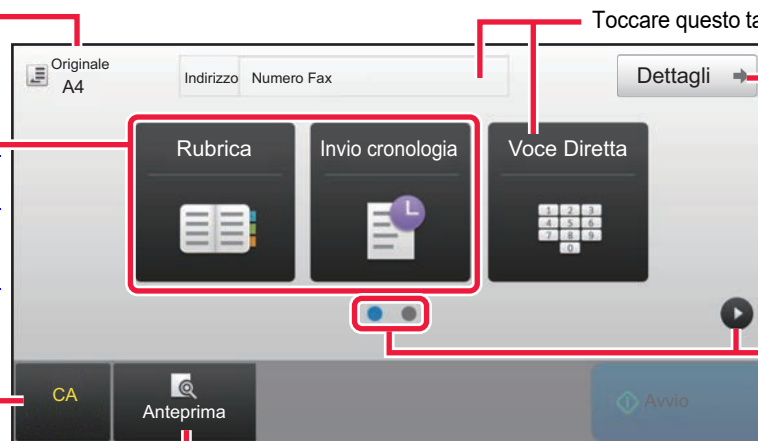 Toccare questo ta
Originale
A4
Indirizzo Numero Fax
Dettagli
Rubrica
Invio cronologia
Voce Diretta
1 2 3
4 5 6
7 8 9
0
CA
Anteprima
Avvio